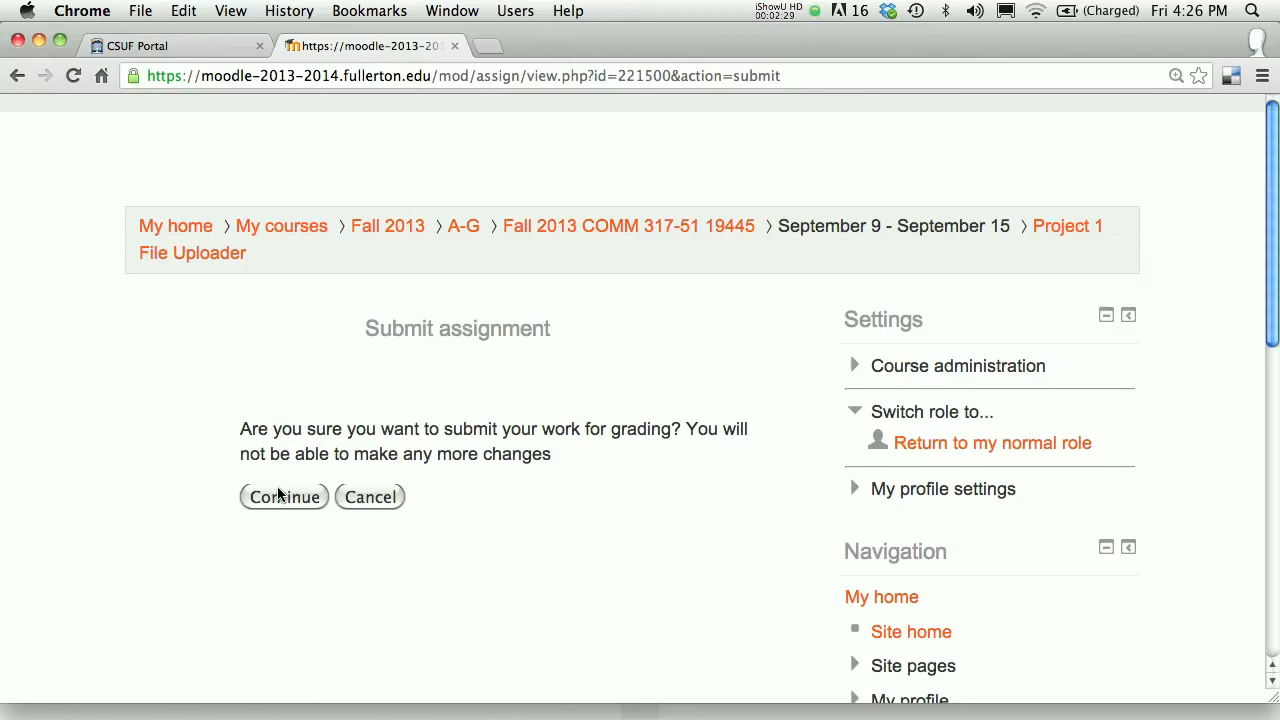 Chrome File Edit View History Bookmarks Window Users Help iShowU HD 00:02:29 16 (Charged) Fri 4:26 PM
CSUF Portal × https://moodle-2013-201 ×
https://moodle-2013-2014.fullerton.edu/mod/assign/view.php?id=221500&action=submit
My home 〉My courses 〉Fall 2013 〉A-G 〉Fall 2013 COMM 317-51 19445 〉September 9 - September 15 〉Project 1
File Uploader
Submit assignment
Are you sure you want to submit your work for grading? You will
not be able to make any more changes
Continue Cancel
Settings
Course administration
Switch role to...
Return to my normal role
My profile settings
Navigation
My home
Site home
Site pages
My profile